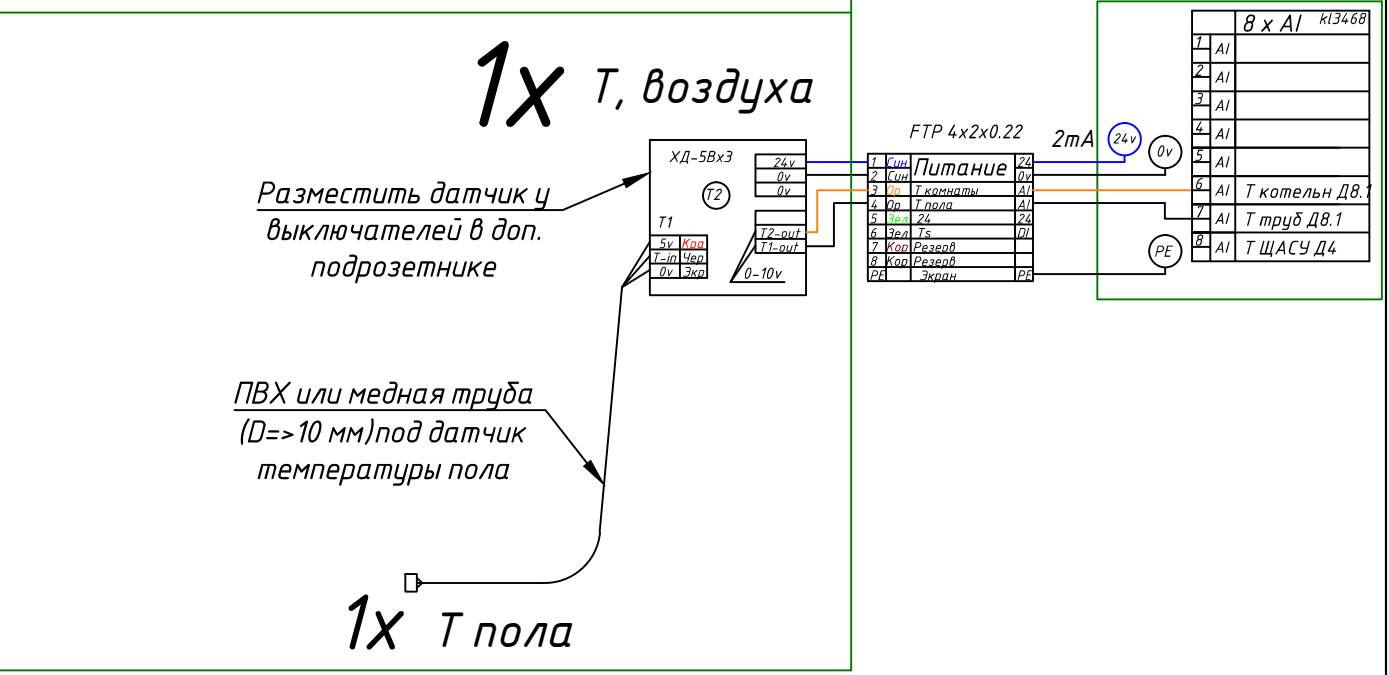 1x Т, воздуха
Разместить датчик у
выключателей в доп.
подрозетнике
ХД-5Вx3
T2
24v
0v
0v
T1
5v Кра
T-in Чер
0v Экр
T2-out
T1-out
0-10v
ПВХ или медная труба
(D=>10 мм)под датчик
температуры пола
1x Т пола
FTP 4x2x0.22
1 Син Питание 24
2 Син 0v
3 Ор Т комнаты AI
4 Ор Т пола AI
5 Зел 24 24
6 Зел Ts DI
7 Кор Резерв
8 Кор Резерв
PE Экран PE
2mA
24v
0v
PE
8 x AI kl3468
1 AI
2 AI
3 AI
4 AI
5 AI
6 AI Т котельн Д8.1
7 AI Т труб Д8.1
8 AI Т ЩАСУ Д4